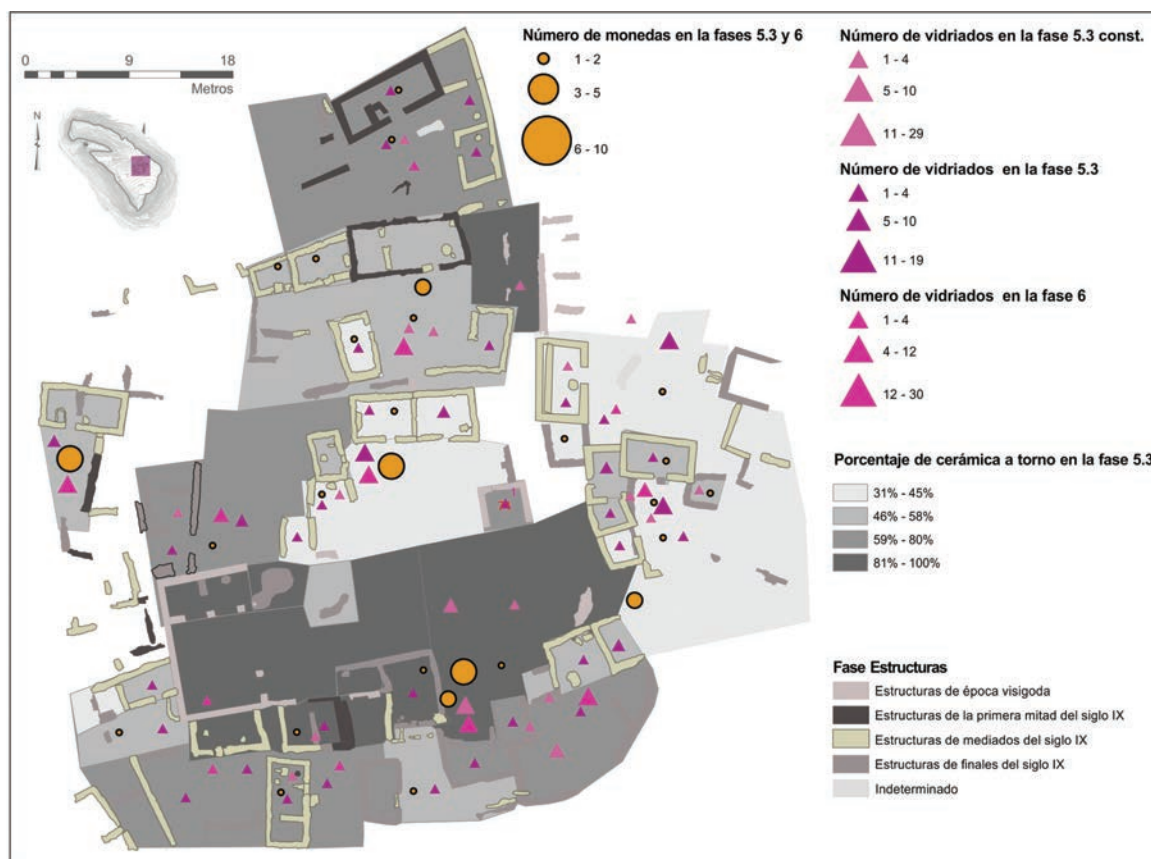 Número de monedas en la fases 5.3 y 6
1 - 2
3 - 5
6 - 10
0 9 18
Metros
N
Número de vidriados en la fase 5.3 const.
1 - 4
5 - 10
11 - 29
Número de vidriados en la fase 5.3
1 - 4
5 - 10
11 - 19
Número de vidriados en la fase 6
1 - 4
4 - 12
12 - 30
Porcentaje de cerámica a torno en la fase 5.3
31% - 45%
46% - 58%
59% - 80%
81% - 100%
Fase Estructuras
Estructuras de época visigoda
Estructuras de la primera mitad del siglo IX
Estructuras de mediados del siglo IX
Estructuras de finales del siglo IX
Indeterminado